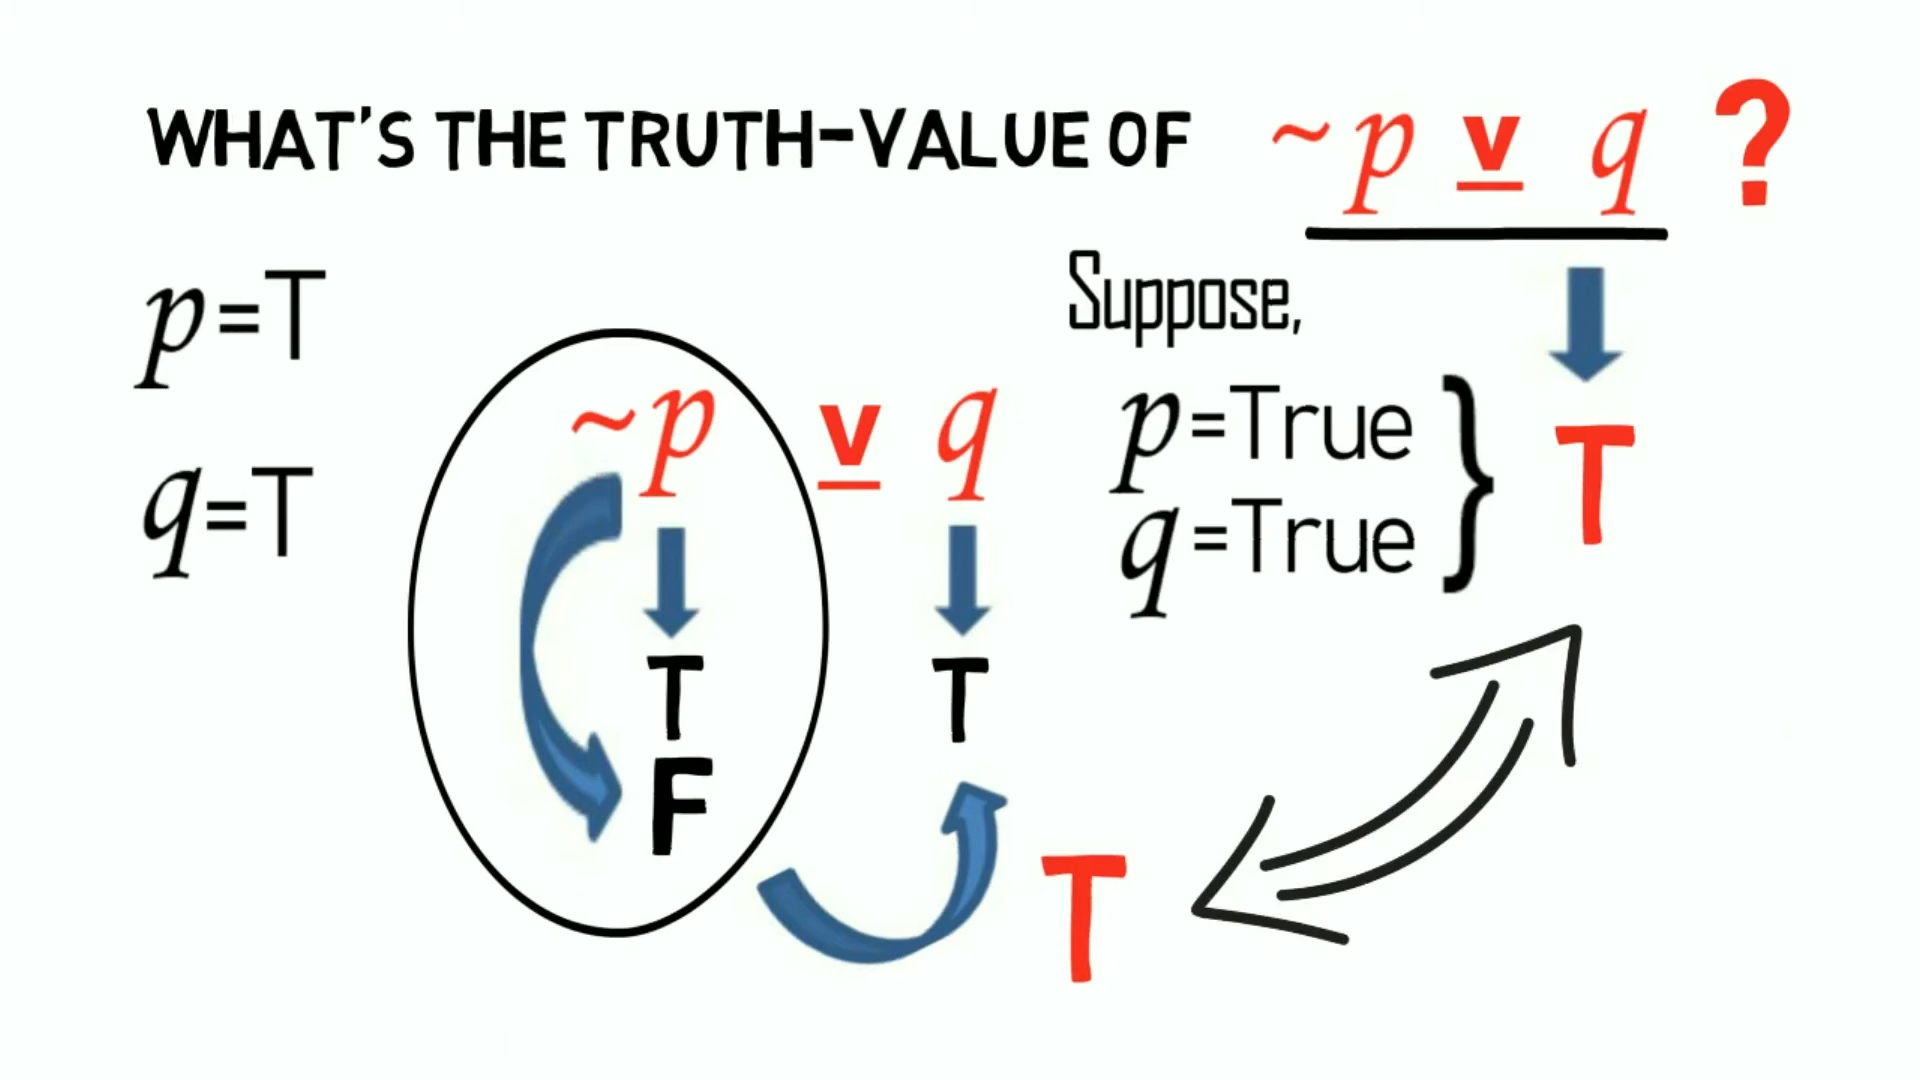 WHAT'S THE TRUTH-VALUE OF ~p v̲ q ?
p=T
q=T
~p v̲ q
T T
F
T
Suppose,
p=True
q=True
} T